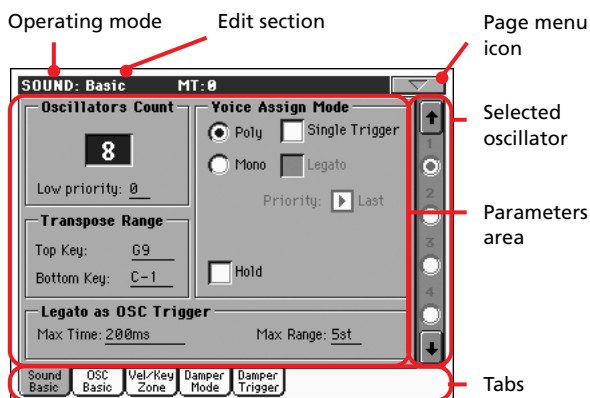 Operating mode Edit section Page menu icon
SOUND: Basic MT:0
Oscillators Count
8
Low priority: 0
Transpose Range
Top Key: G9
Bottom Key: C-1
Voice Assign Mode
Poly Single Trigger
Mono Legato
Priority: Last
Hold
Legato as OSC Trigger
Max Time: 200ms Max Range: 5st
1
2
3
4
Selected oscillator
Parameters area
Sound Basic
OSC Basic
Vel/Key Zone
Damper Mode
Damper Trigger
Tabs